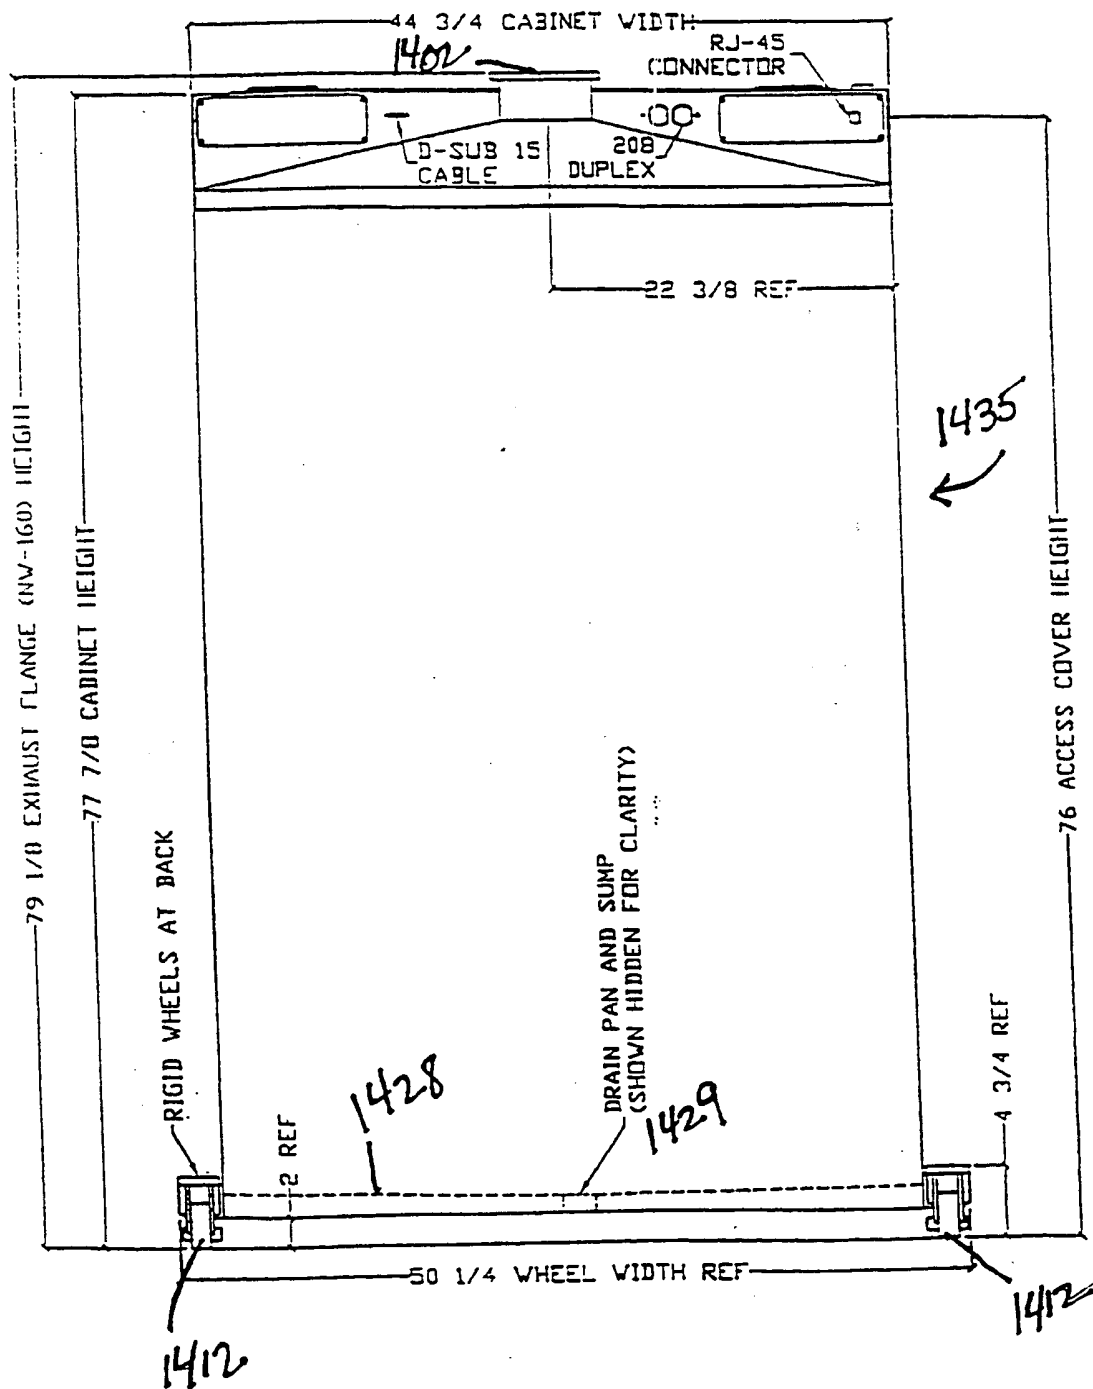 44 3/4 CABINET WIDTH
1402
RJ-45
CONNECTOR
D-SUB 15
CABLE
208
DUPLEX
22 3/8 REF
1435
79 1/8 EXHAUST FLANGE (NW-160) HEIGHT
77 7/8 CABINET HEIGHT
76 ACCESS COVER HEIGHT
RIGID WHEELS AT BACK
DRAIN PAN AND SUMP
(SHOWN HIDDEN FOR CLARITY)
1428
1429
2 REF
4 3/4 REF
50 1/4 WHEEL WIDTH REF
1412
1412